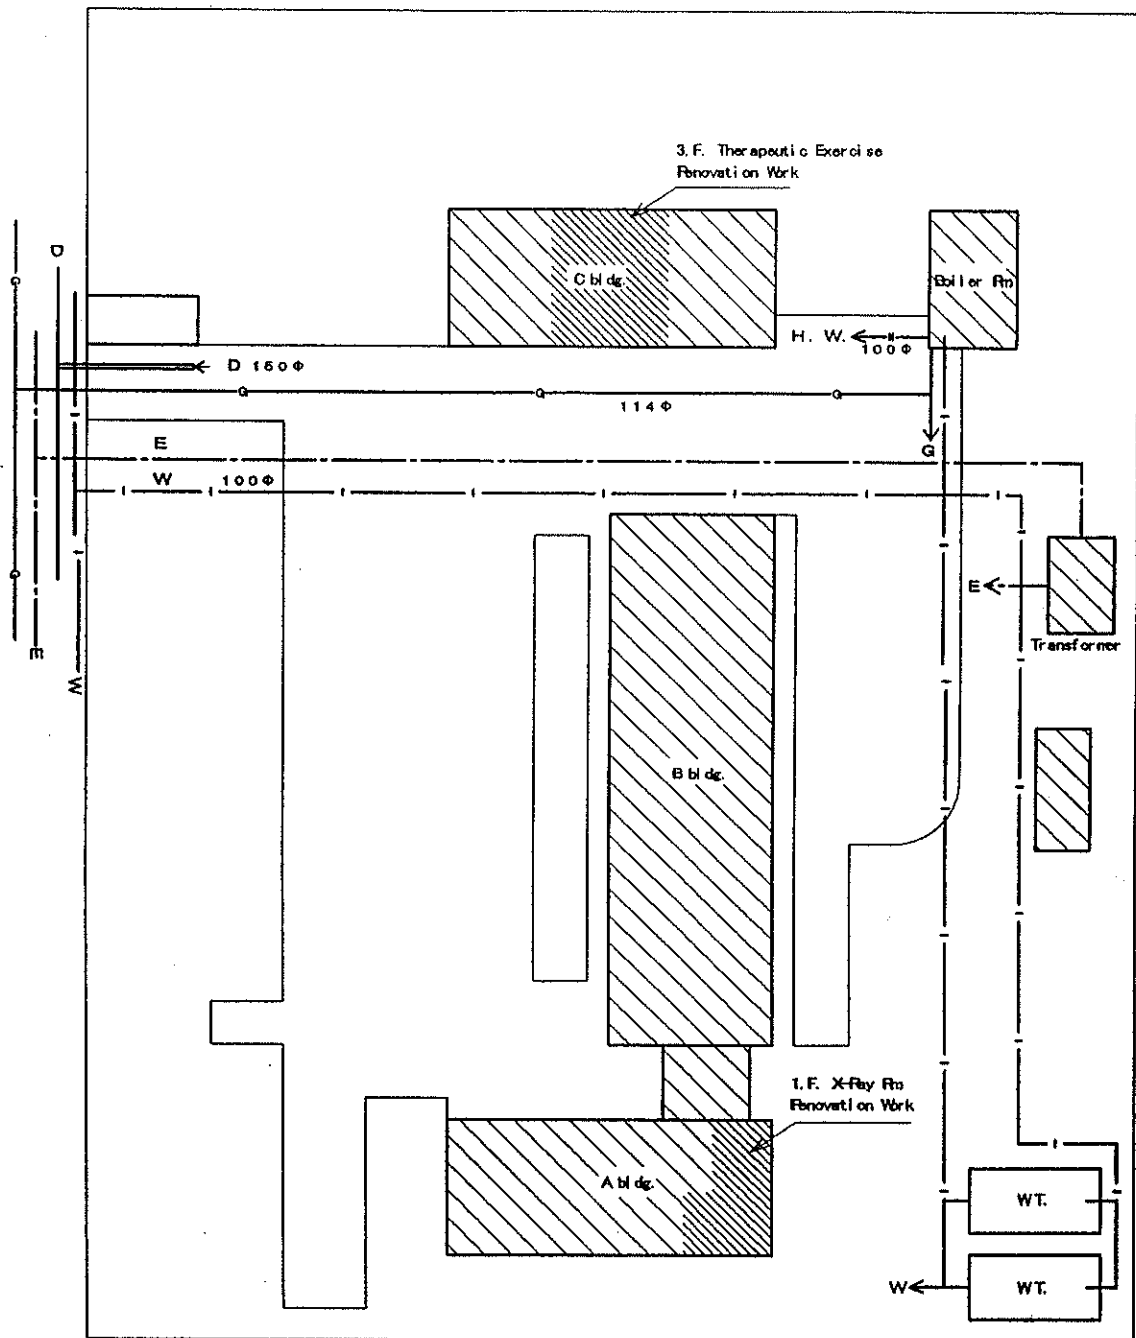 3. F. Therapeutic Exercise
Renovation Work
D
C bldg.
Boiler Rm
H. W.
100Φ
D 150Φ
G
G
G
G
114Φ
G
E
W
100Φ
G
E
W
E
Transformer
B bldg.
1. F. X-Ray Rm
Renovation Work
A bldg.
WT.
W
WT.